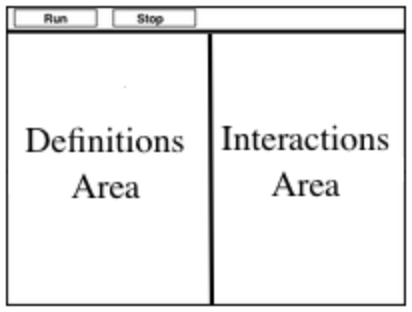 Run Stop
Definitions
Area
Interactions
Area